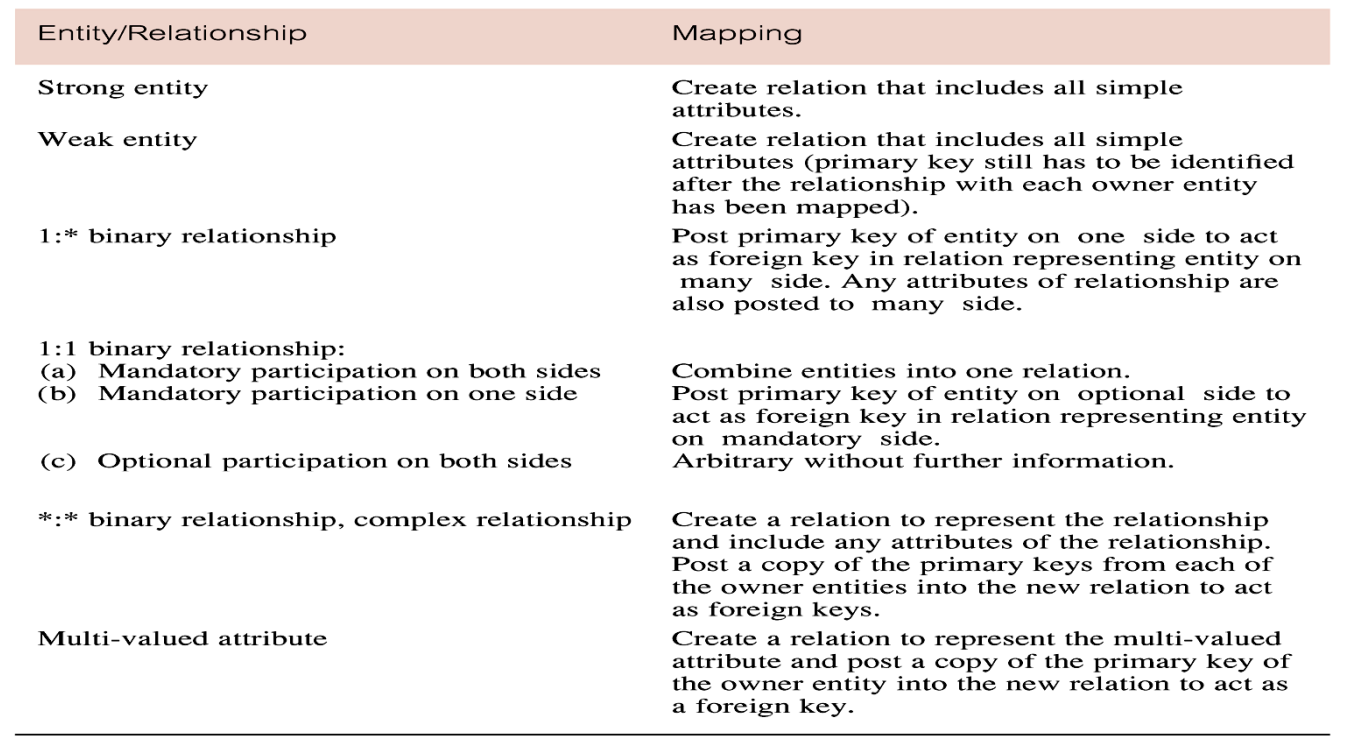 Entity/Relationship Mapping
Strong entity Create relation that includes all simple
attributes.
Weak entity Create relation that includes all simple
attributes (primary key still has to be identified
after the relationship with each owner entity
has been mapped).
1:* binary relationship Post primary key of entity on one side to act
as foreign key in relation representing entity on
many side. Any attributes of relationship are
also posted to many side.
1:1 binary relationship:
(a) Mandatory participation on both sides Combine entities into one relation.
(b) Mandatory participation on one side Post primary key of entity on optional side to
act as foreign key in relation representing entity
on mandatory side.
(c) Optional participation on both sides Arbitrary without further information.
*:* binary relationship, complex relationship Create a relation to represent the relationship
and include any attributes of the relationship.
Post a copy of the primary keys from each of
the owner entities into the new relation to act
as foreign keys.
Multi-valued attribute Create a relation to represent the multi-valued
attribute and post a copy of the primary key of
the owner entity into the new relation to act as
a foreign key.